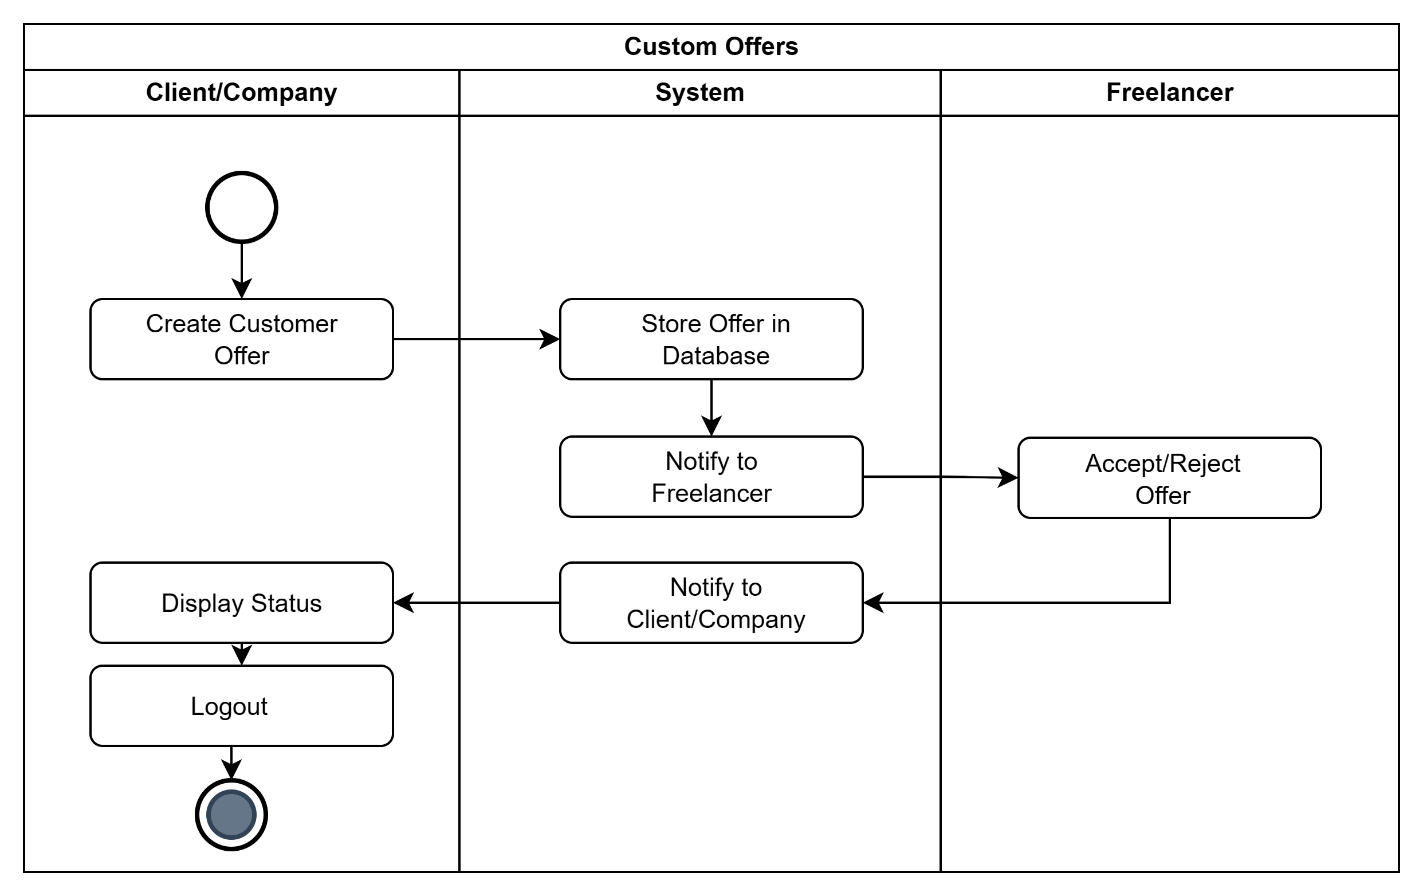 Custom Offers
Client/Company
System
Freelancer
Create Customer
Offer
Store Offer in
Database
Notify to
Freelancer
Accept/Reject
Offer
Notify to
Client/Company
Display Status
Logout